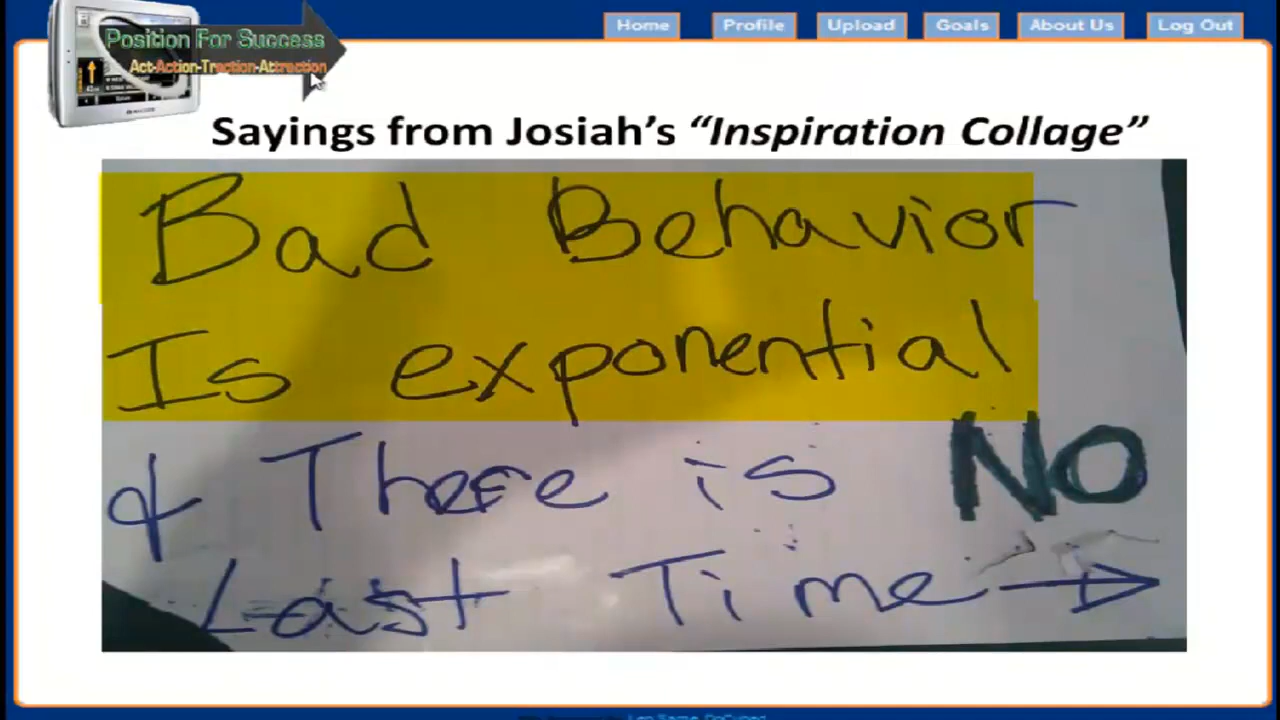 Home Profile Upload Goals About Us Log Out
Position For Success
Act-Action-Traction-Attraction
Sayings from Josiah's “Inspiration Collage”
Bad Behavior
Is exponential
& There is NO
Last Time →